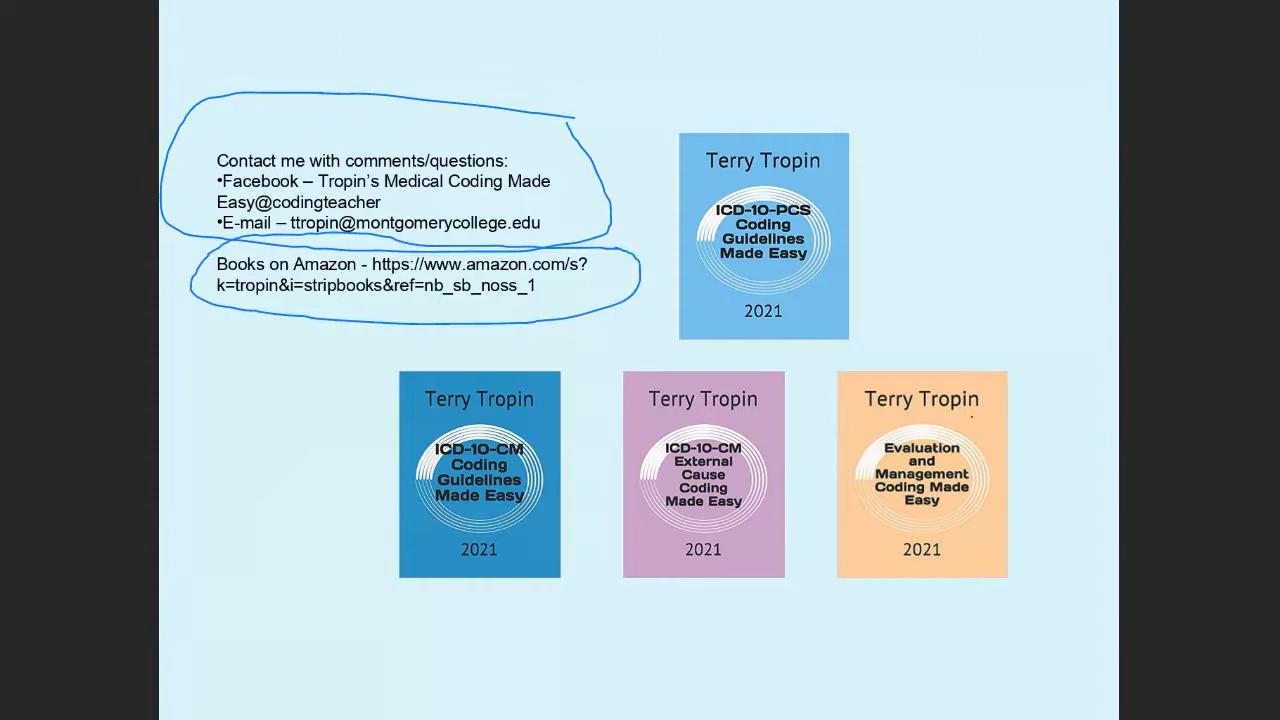 Contact me with comments/questions:
•Facebook – Tropin’s Medical Coding Made
Easy@codingteacher
•E-mail – ttropin@montgomerycollege.edu
Books on Amazon - https://www.amazon.com/s?
k=tropin&i=stripbooks&ref=nb_sb_noss_1
Terry Tropin
ICD-10-PCS
Coding
Guidelines
Made Easy
2021
Terry Tropin
ICD-10-CM
Coding
Guidelines
Made Easy
2021
Terry Tropin
ICD-10-CM
External
Cause
Coding
Made Easy
2021
Terry Tropin
Evaluation
and
Management
Coding Made
Easy
2021